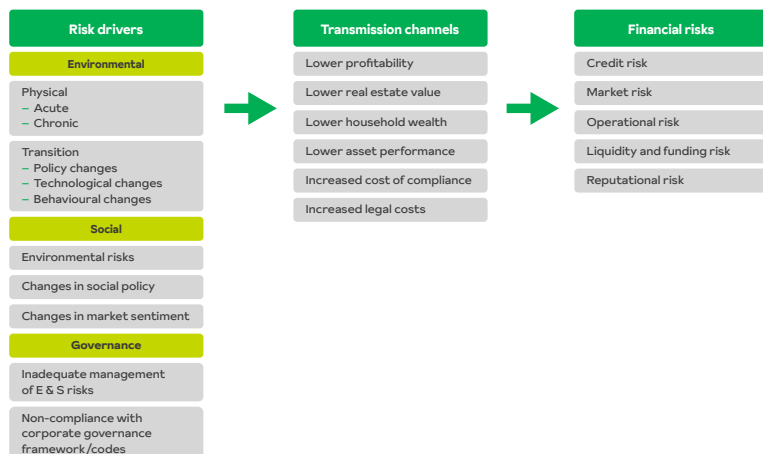 Risk drivers
Environmental
Physical
– Acute
– Chronic
Transition
– Policy changes
– Technological changes
– Behavioural changes
Social
Environmental risks
Changes in social policy
Changes in market sentiment
Governance
Inadequate management
of E & S risks
Non-compliance with
corporate governance
framework/codes
Transmission channels
Lower profitability
Lower real estate value
Lower household wealth
Lower asset performance
Increased cost of compliance
Increased legal costs
Financial risks
Credit risk
Market risk
Operational risk
Liquidity and funding risk
Reputational risk